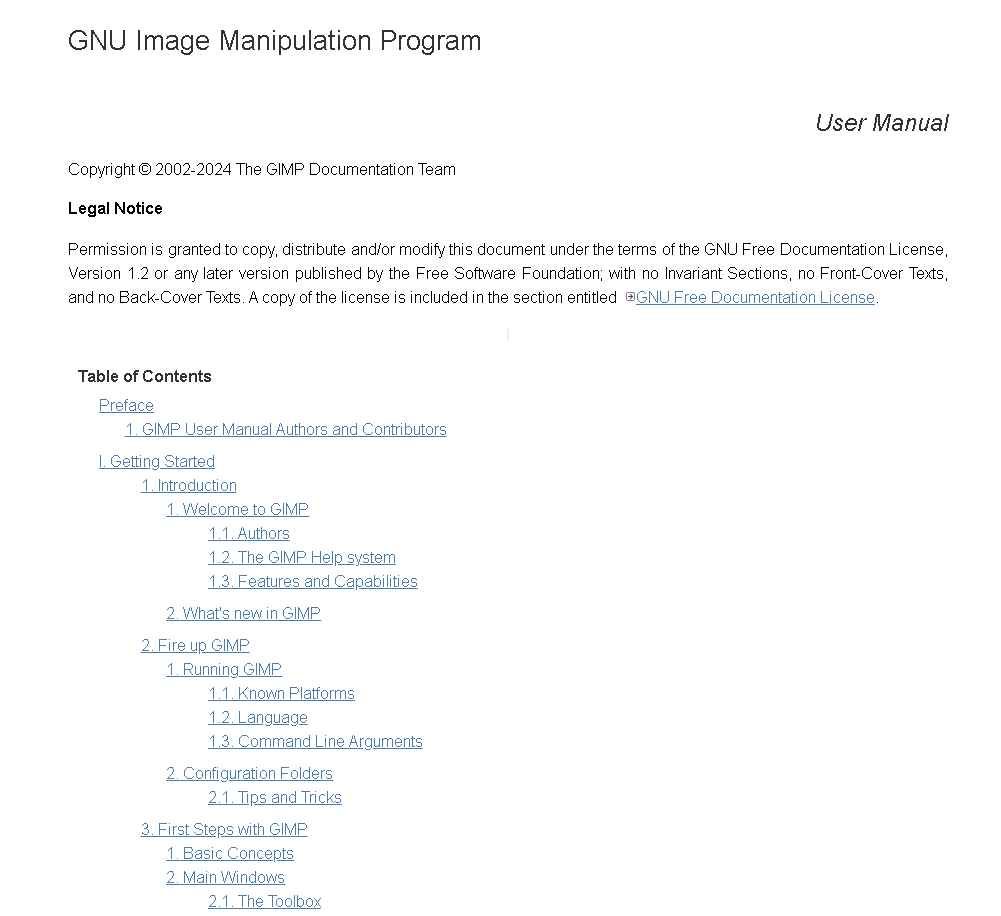 GNU Image Manipulation Program
User Manual
Copyright © 2002-2024 The GIMP Documentation Team
Legal Notice
Permission is granted to copy, distribute and/or modify this document under the terms of the GNU Free Documentation License,
Version 1.2 or any later version published by the Free Software Foundation; with no Invariant Sections, no Front-Cover Texts,
and no Back-Cover Texts. A copy of the license is included in the section entitled GNU Free Documentation License.
Table of Contents
Preface
1. GIMP User Manual Authors and Contributors
I. Getting Started
1. Introduction
1. Welcome to GIMP
1.1. Authors
1.2. The GIMP Help system
1.3. Features and Capabilities
2. What's new in GIMP
2. Fire up GIMP
1. Running GIMP
1.1. Known Platforms
1.2. Language
1.3. Command Line Arguments
2. Configuration Folders
2.1. Tips and Tricks
3. First Steps with GIMP
1. Basic Concepts
2. Main Windows
2.1. The Toolbox